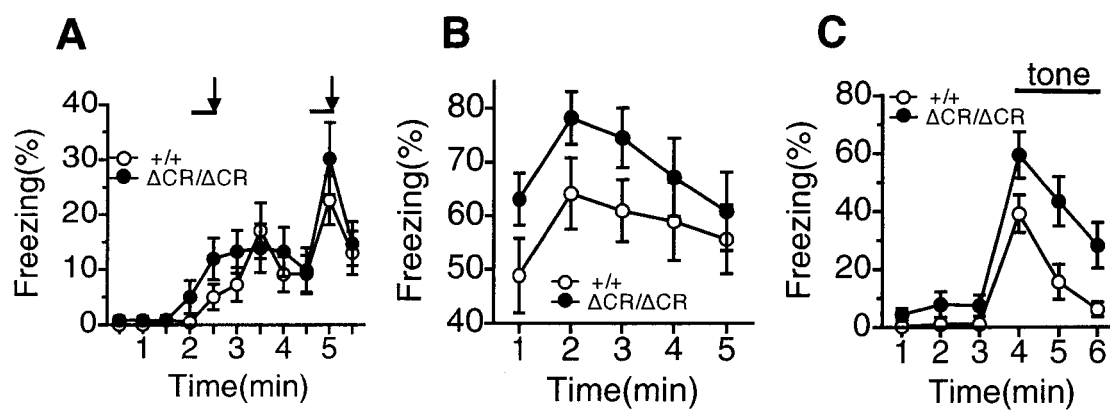 A
Freezing(%)
40
30
20
10
0
+/+
ΔCR/ΔCR
1
2
3
4
5
Time(min)
B
Freezing(%)
80
70
60
50
40
+/+
ΔCR/ΔCR
1
2
3
4
5
Time(min)
C
tone
Freezing(%)
80
60
40
20
0
+/+
ΔCR/ΔCR
1
2
3
4
5
6
Time(min)